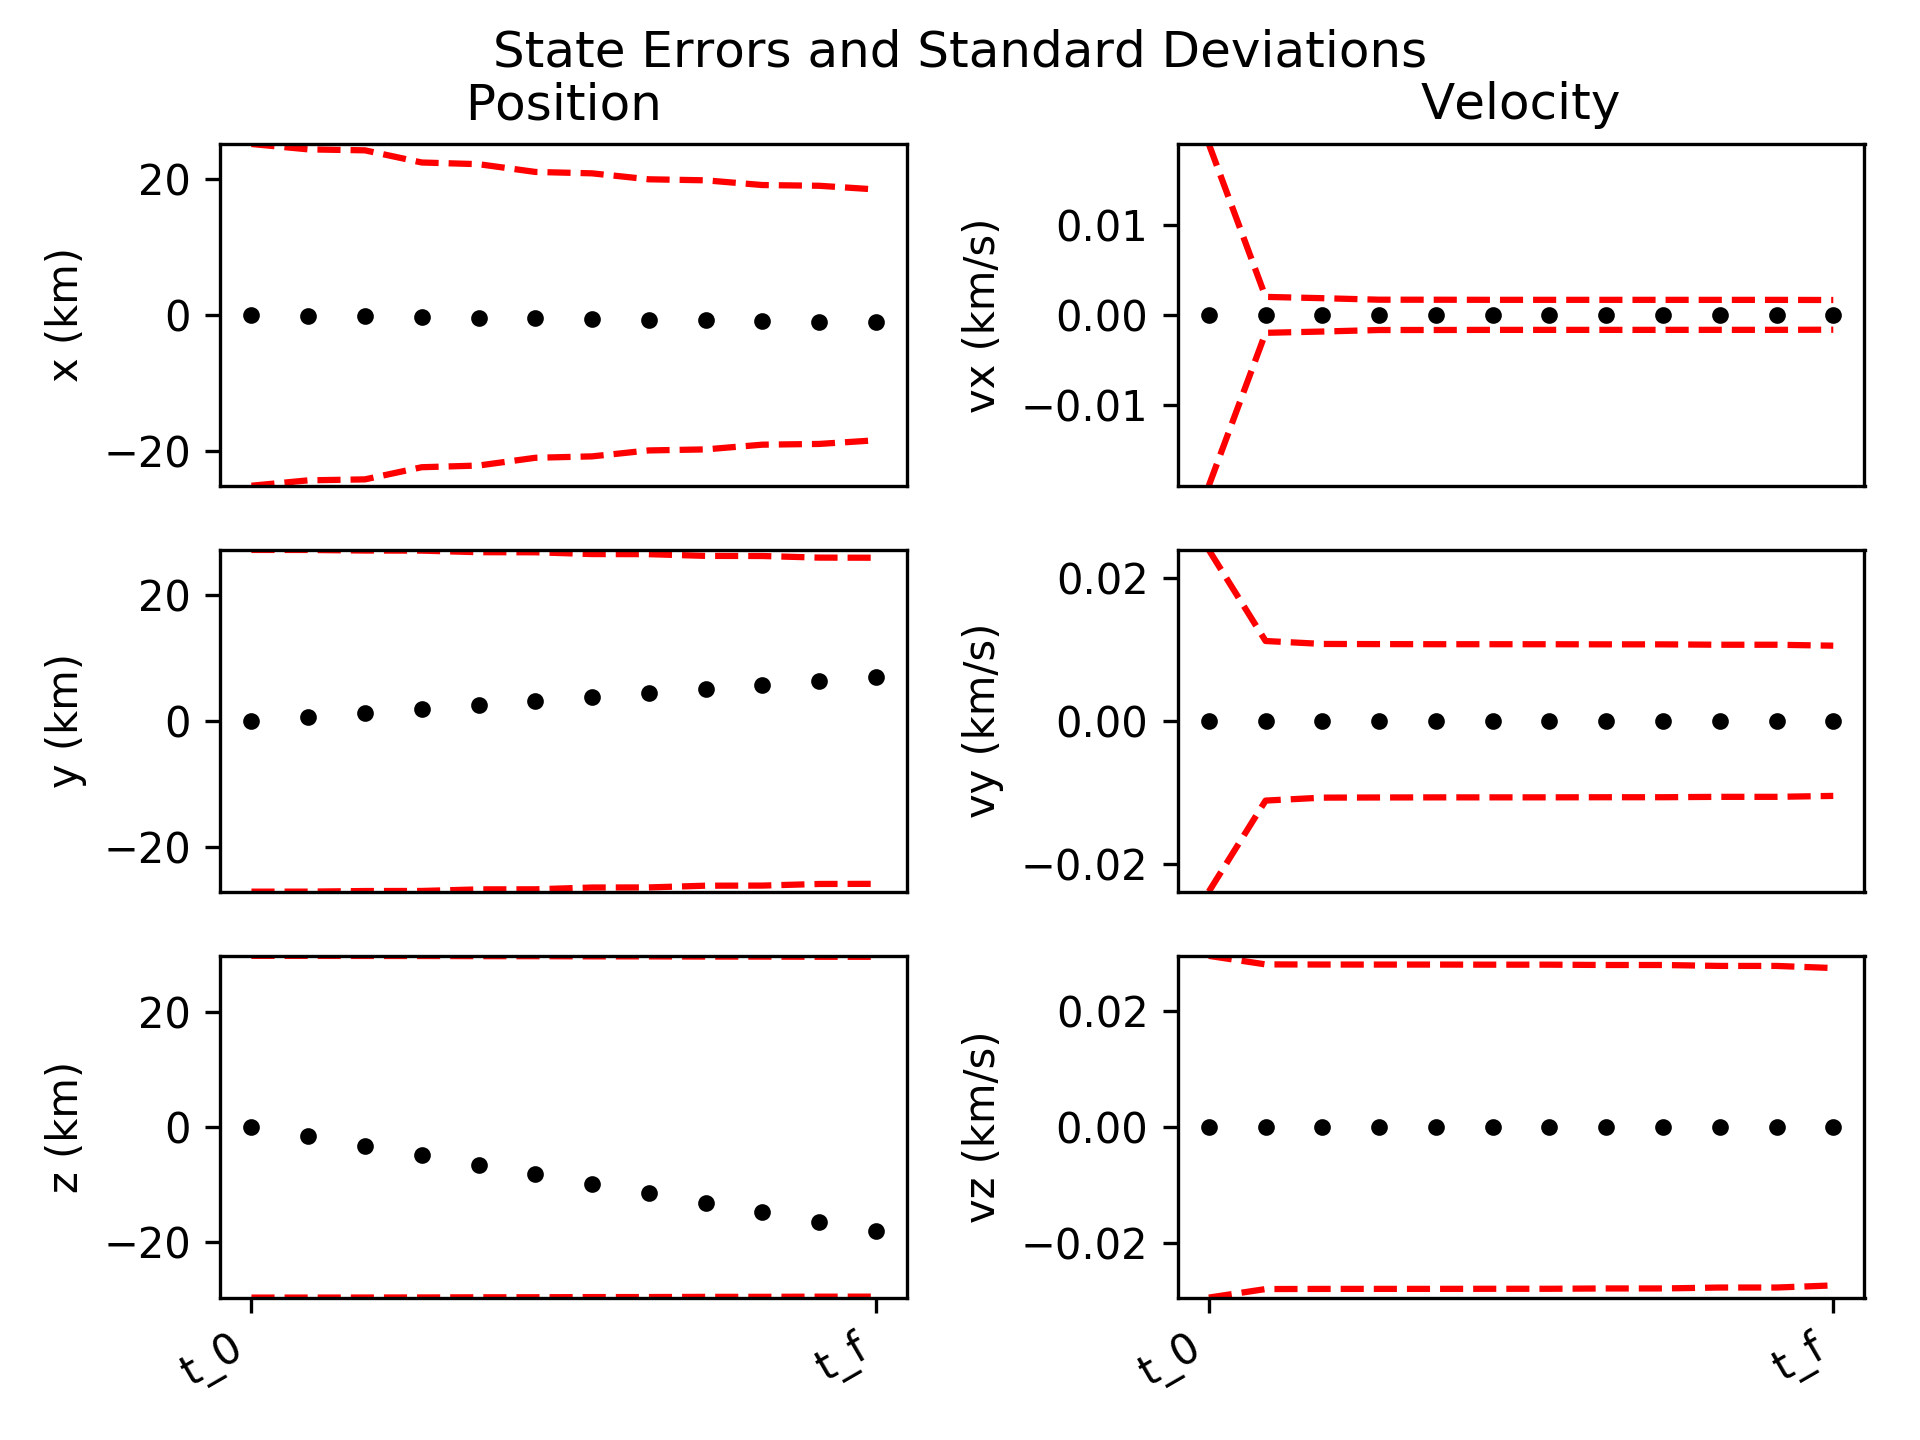 State Errors and Standard Deviations
Position
Velocity
x (km)
20
0
−20
vx (km/s)
0.01
0.00
−0.01
y (km)
20
0
−20
vy (km/s)
0.02
0.00
−0.02
z (km)
20
0
−20
t_0
t_f
vz (km/s)
0.02
0.00
−0.02
t_0
t_f